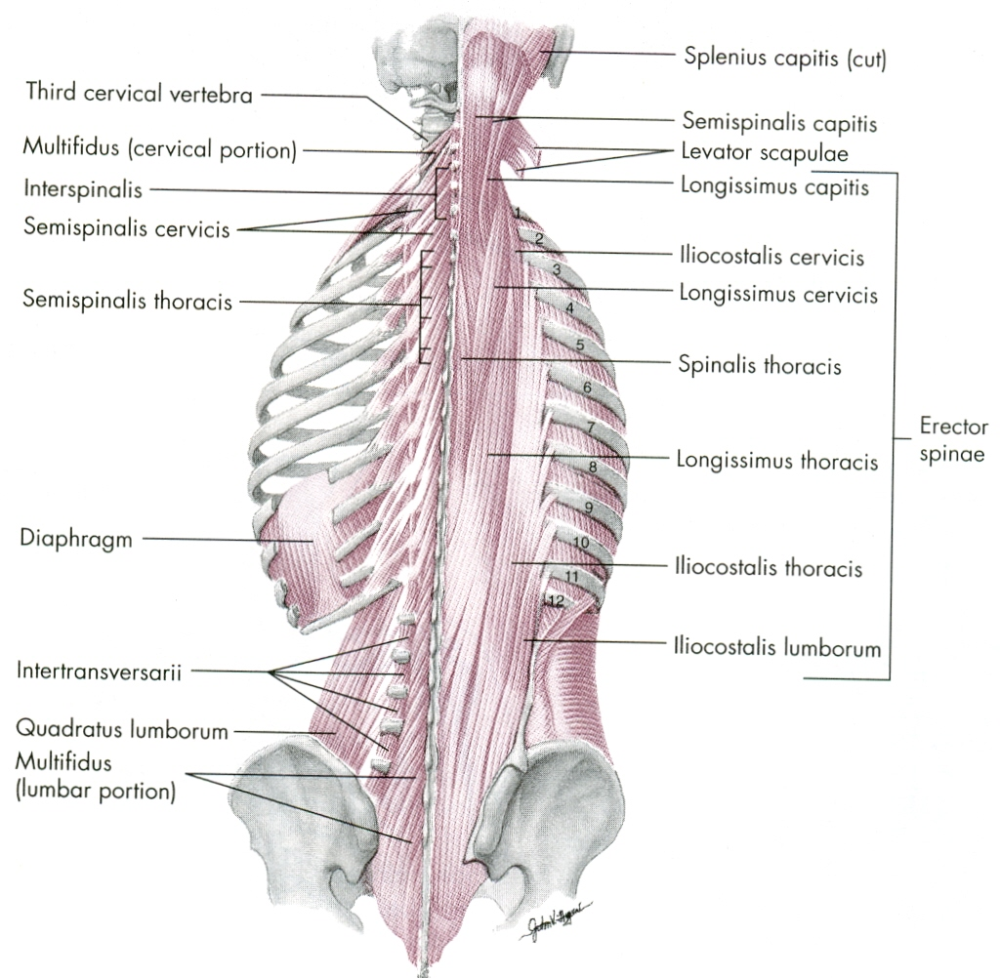 Splenius capitis (cut)
Third cervical vertebra
Semispinalis capitis
Multifidus (cervical portion)
Levator scapulae
Interspinalis
Longissimus capitis
Semispinalis cervicis
Iliocostalis cervicis
Semispinalis thoracis
Longissimus cervicis
Spinalis thoracis
Erector
spinae
Longissimus thoracis
Diaphragm
Iliocostalis thoracis
Iliocostalis lumborum
Intertransversarii
Quadratus lumborum
Multifidus
(lumbar portion)
1
2
3
4
5
6
7
8
9
10
11
12